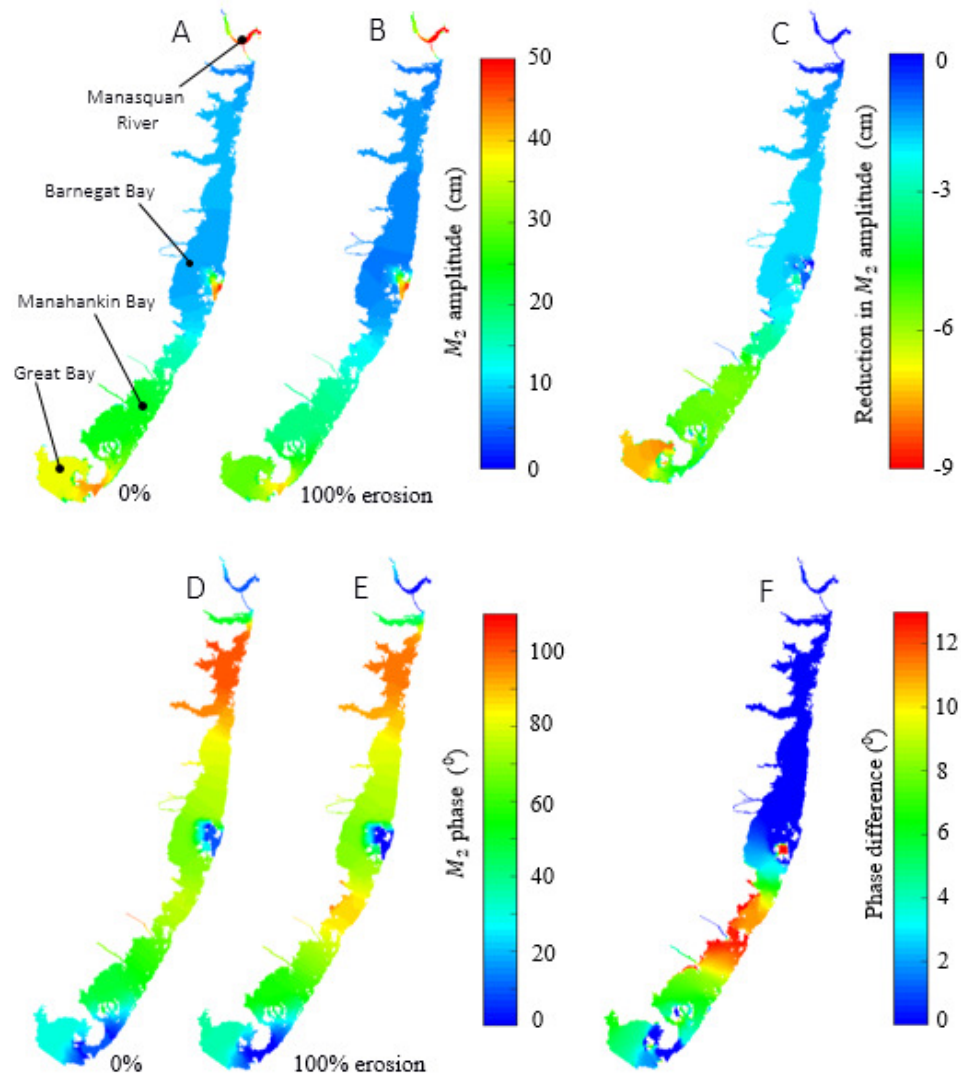 A
B
C
Manasquan
River
Barnegat Bay
Manahankin Bay
Great Bay
0%
100% erosion
50
40
30
20
10
0
M₂ amplitude (cm)
0
-3
-6
-9
Reduction in M₂ amplitude (cm)
D
E
F
0%
100% erosion
100
80
60
40
20
0
M₂ phase (⁰)
12
10
8
6
4
2
0
Phase difference (⁰)